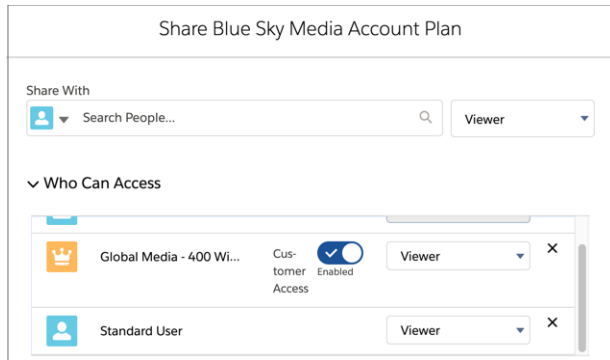 Share Blue Sky Media Account Plan
Share With
Search People...
Viewer
Who Can Access
Global Media - 400 Wi...
Cus-
tomer
Access
Enabled
Viewer
Standard User
Viewer